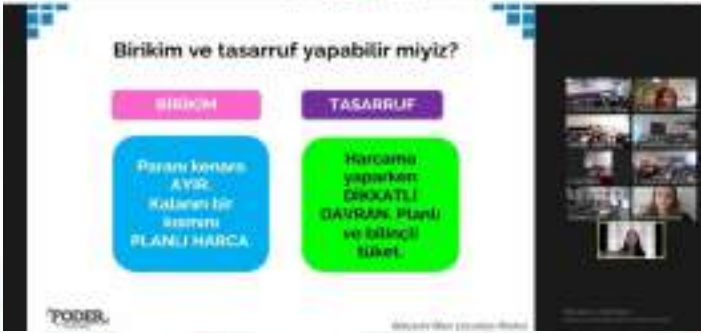 Birikim ve tasarruf yapabilir miyiz?
BİRİKİM
TASARRUF
Paranı kenara
AYIR.
Kalanın bir
kısmını
PLANLI HARCA
Harcama
yaparken
DİKKATLİ
DAVRAN. Planlı
ve bilinçli
tüket.
FODER